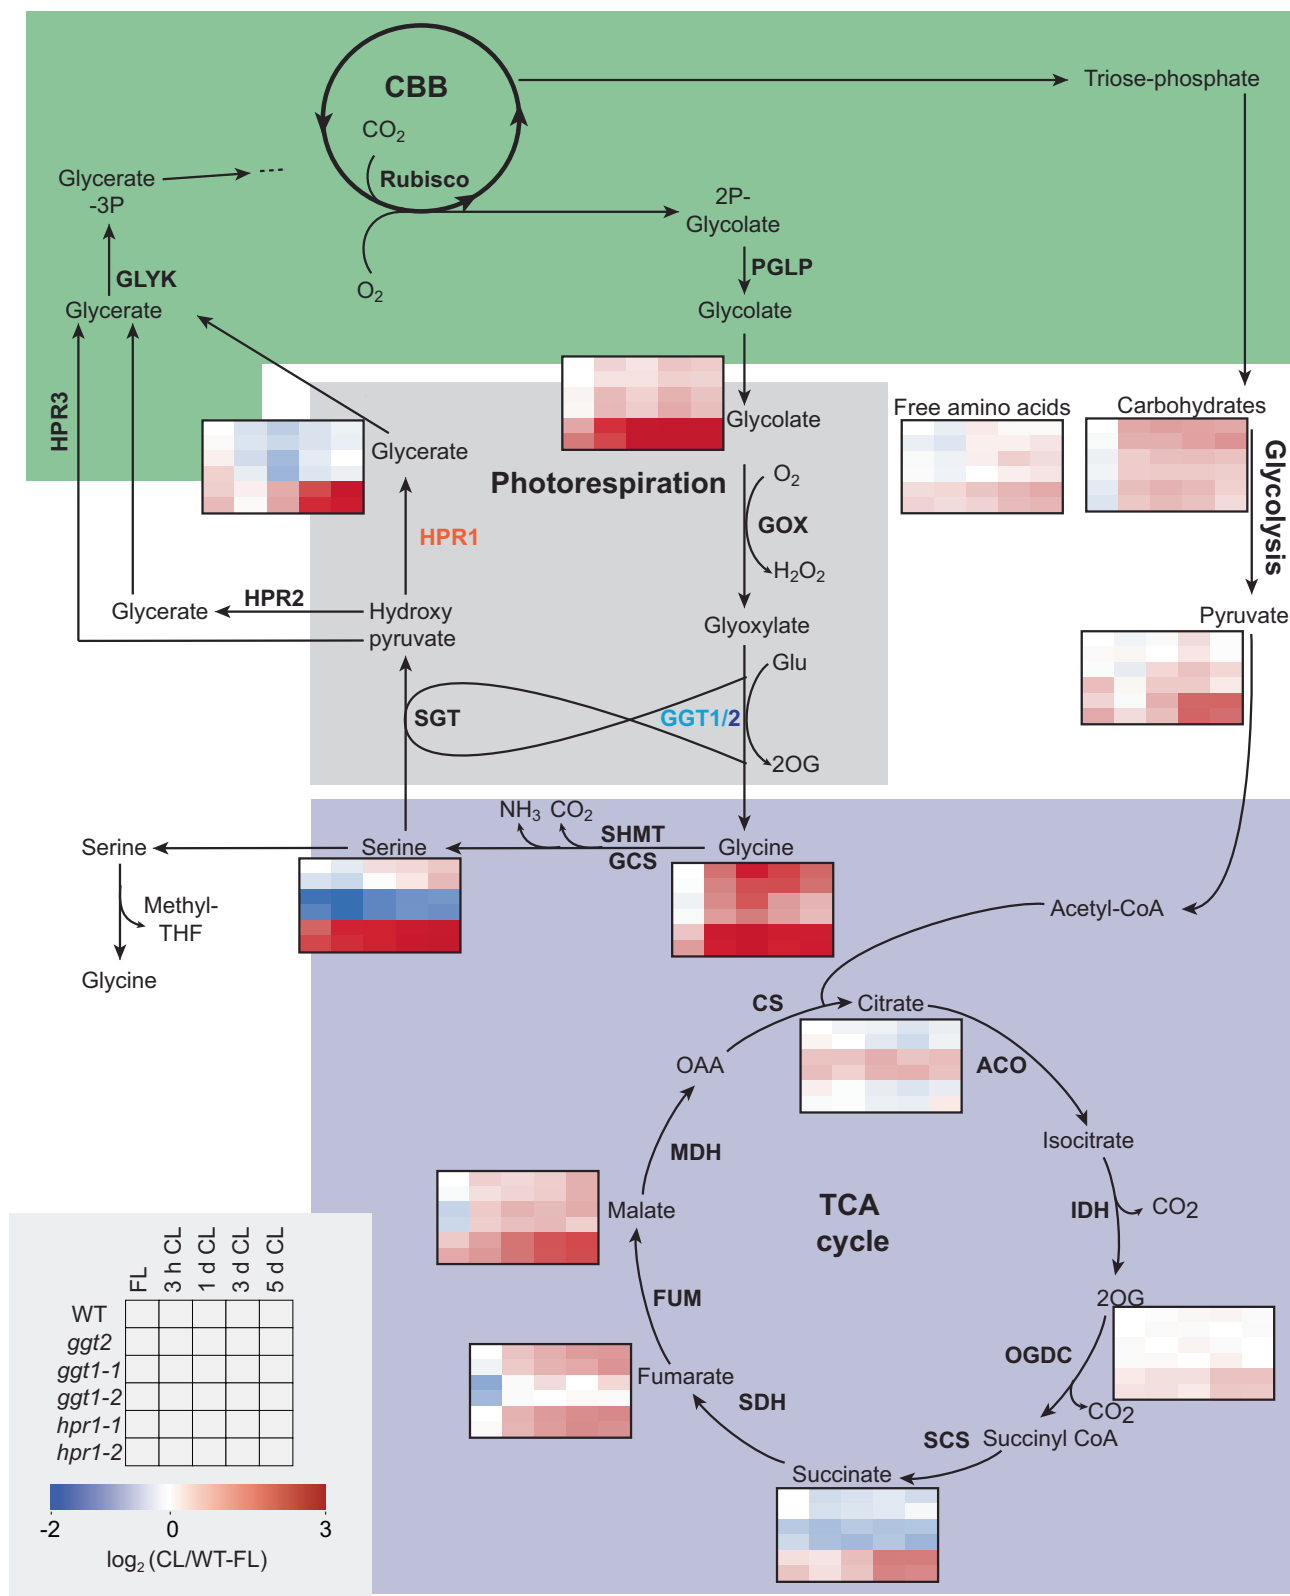 CBB
Triose-phosphate
CO2
Rubisco
Glycerate
-3P
2P-
Glycolate
GLYK
PGLP
O2
Glycerate
Glycolate
HPR3
Glycolate
Free amino acids
Carbohydrates
Glycerate
Photorespiration
O2
GOX
Glycolysis
HPR1
H2O2
Glycerate
HPR2
Hydroxy
pyruvate
Glyoxylate
Pyruvate
Glu
SGT
GGT1/2
2OG
NH3 CO2
SHMT
GCS
Serine
Serine
Glycine
Methyl-
THF
Acetyl-CoA
Glycine
CS
Citrate
OAA
ACO
Isocitrate
MDH
TCA
cycle
Malate
IDH
CO2
FUM
2OG
OGDC
Fumarate
SDH
CO2
SCS
Succinyl CoA
Succinate
FL
3 h CL
1 d CL
3 d CL
5 d CL
WT
ggt2
ggt1-1
ggt1-2
hpr1-1
hpr1-2
-2
0
3
log2 (CL/WT-FL)